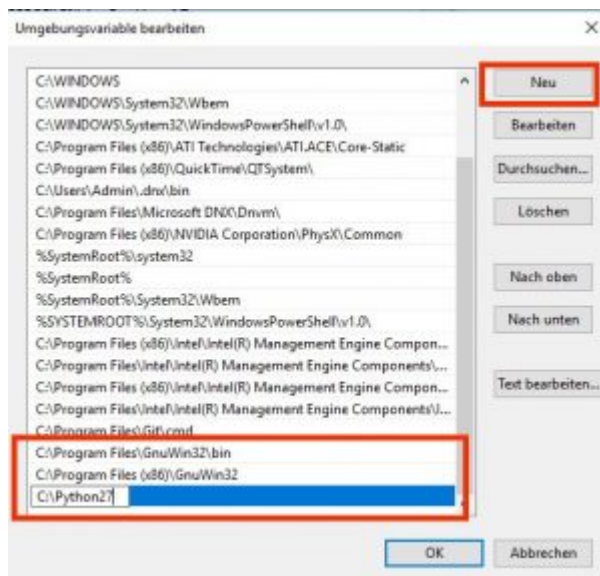 Umgebungsvariable bearbeiten
C:\WINDOWS
C:\WINDOWS\System32\Wbem
C:\WINDOWS\System32\WindowsPowerShell\v1.0\
C:\Program Files (x86)\ATI Technologies\ATI.ACE\Core-Static
C:\Program Files (x86)\QuickTime\QTSystem\
C:\Users\Admin\.dnx\bin
C:\Program Files\Microsoft DNX\Dnvm\
C:\Program Files (x86)\NVIDIA Corporation\PhysX\Common
%SystemRoot%\system32
%SystemRoot%
%SystemRoot%\System32\Wbem
%SYSTEMROOT%\System32\WindowsPowerShell\v1.0\
C:\Program Files (x86)\Intel\Intel(R) Management Engine Compon...
C:\Program Files\Intel\Intel(R) Management Engine Components\...
C:\Program Files (x86)\Intel\Intel(R) Management Engine Compon...
C:\Program Files\Intel\Intel(R) Management Engine Components\I...
C:\Program Files\Git\cmd
C:\Program Files\GnuWin32\bin
C:\Program Files (x86)\GnuWin32
C:\Python27
Neu
Bearbeiten
Durchsuchen...
Löschen
Nach oben
Nach unten
Text bearbeiten...
OK
Abbrechen